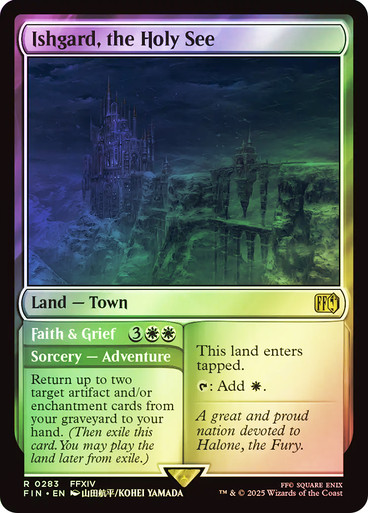 Ishgard, the Holy See
Land — Town
FF
Faith & Grief 3
Sorcery — Adventure
Return up to two
target artifact and/or
enchantment cards from
your graveyard to your
hand. (Then exile this
card. You may play the
land later from exile.)
This land enters
tapped.
: Add .
A great and proud
nation devoted to
Halone, the Fury.
R 0283 FFXIV
FIN • EN 山田航平/KOHEI YAMADA
FF© SQUARE ENIX
™ & © 2025 Wizards of the Coast